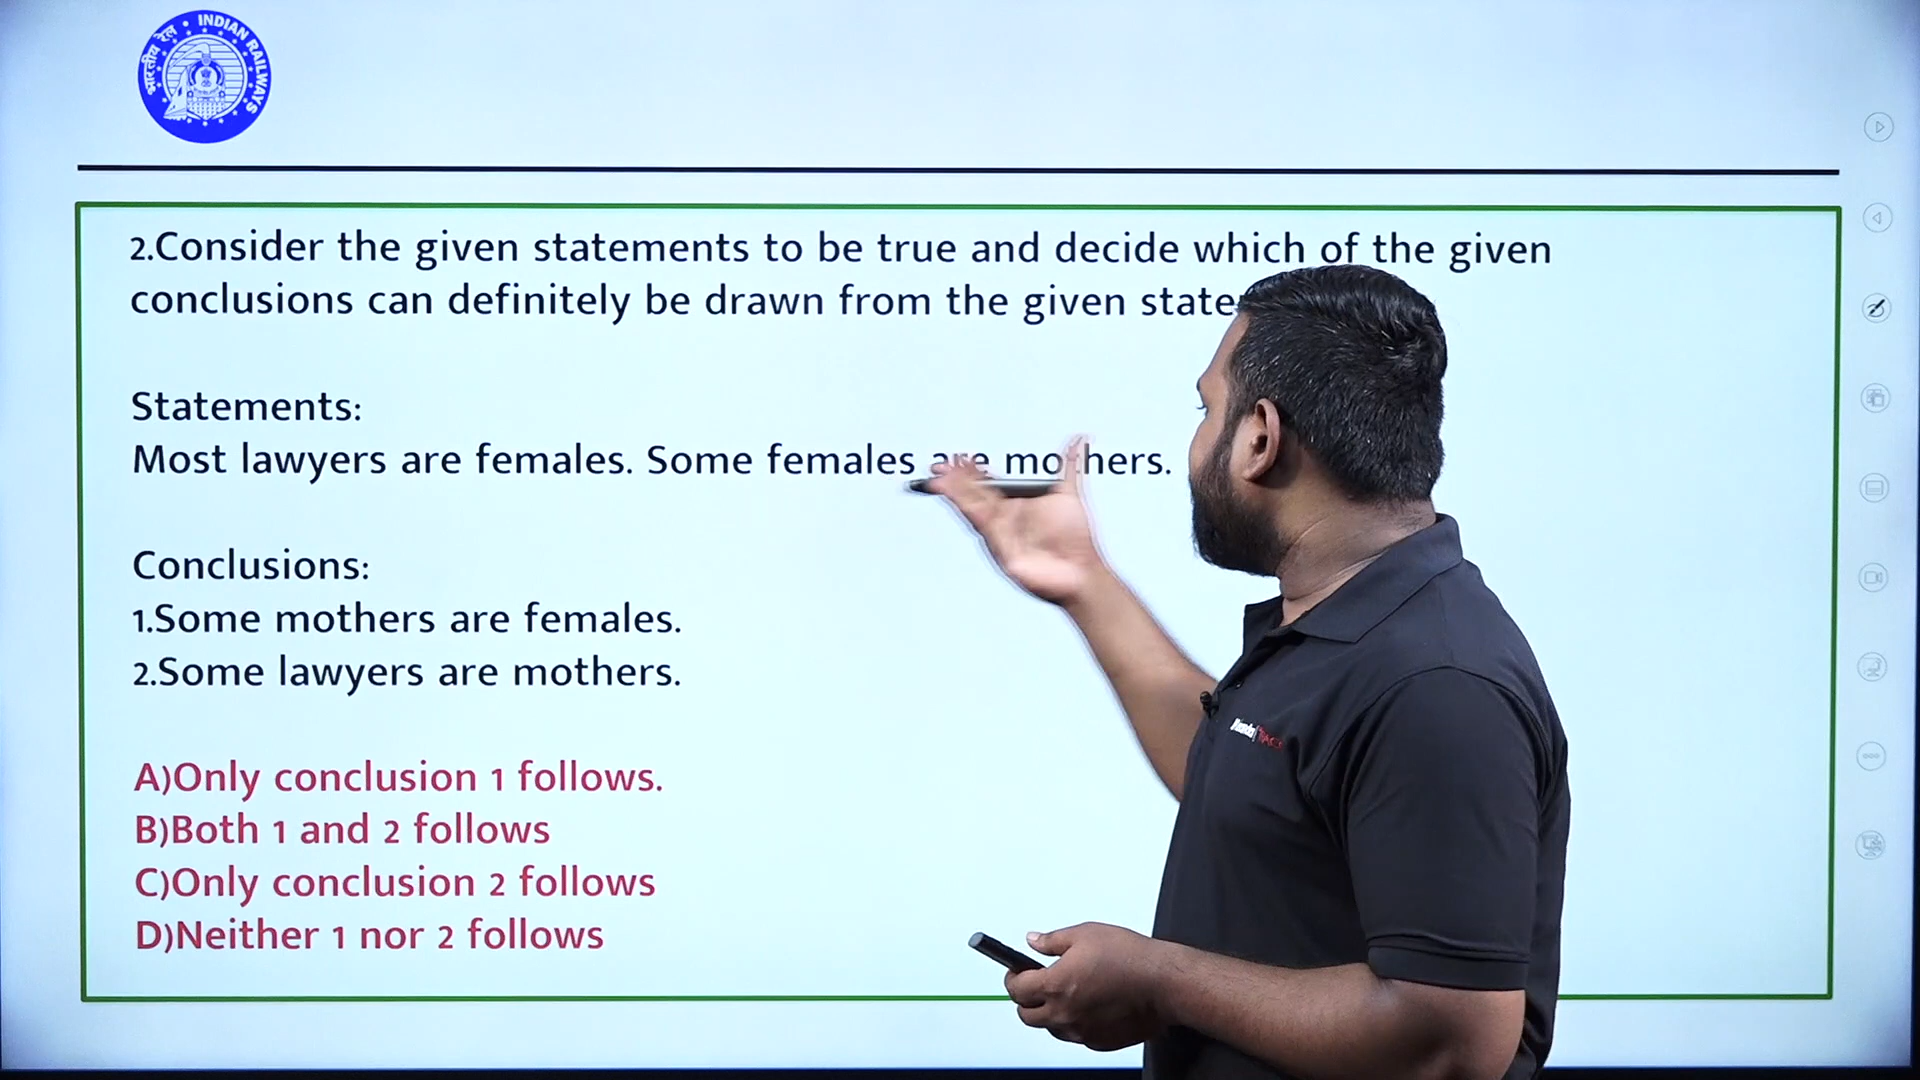 भारतीय रेल
INDIAN RAILWAYS
2.Consider the given statements to be true and decide which of the given
conclusions can definitely be drawn from the given state
Statements:
Most lawyers are females. Some females are mothers.
Conclusions:
1.Some mothers are females.
2.Some lawyers are mothers.
A)Only conclusion 1 follows.
B)Both 1 and 2 follows
C)Only conclusion 2 follows
D)Neither 1 nor 2 follows